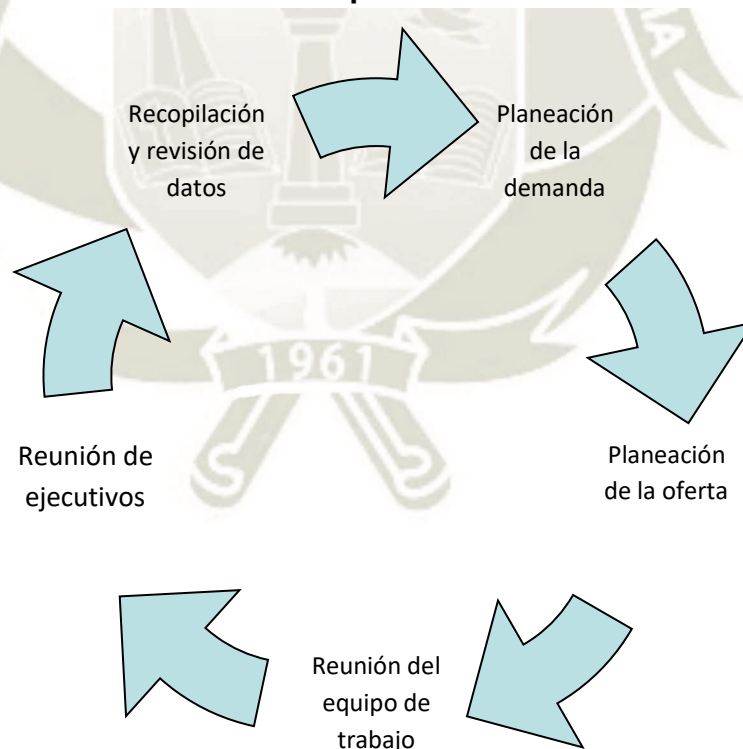 Recopilación
y revisión de
datos
Planeación
de la
demanda
Planeación
de la oferta
Reunión del
equipo de
trabajo
Reunión de
ejecutivos
1961